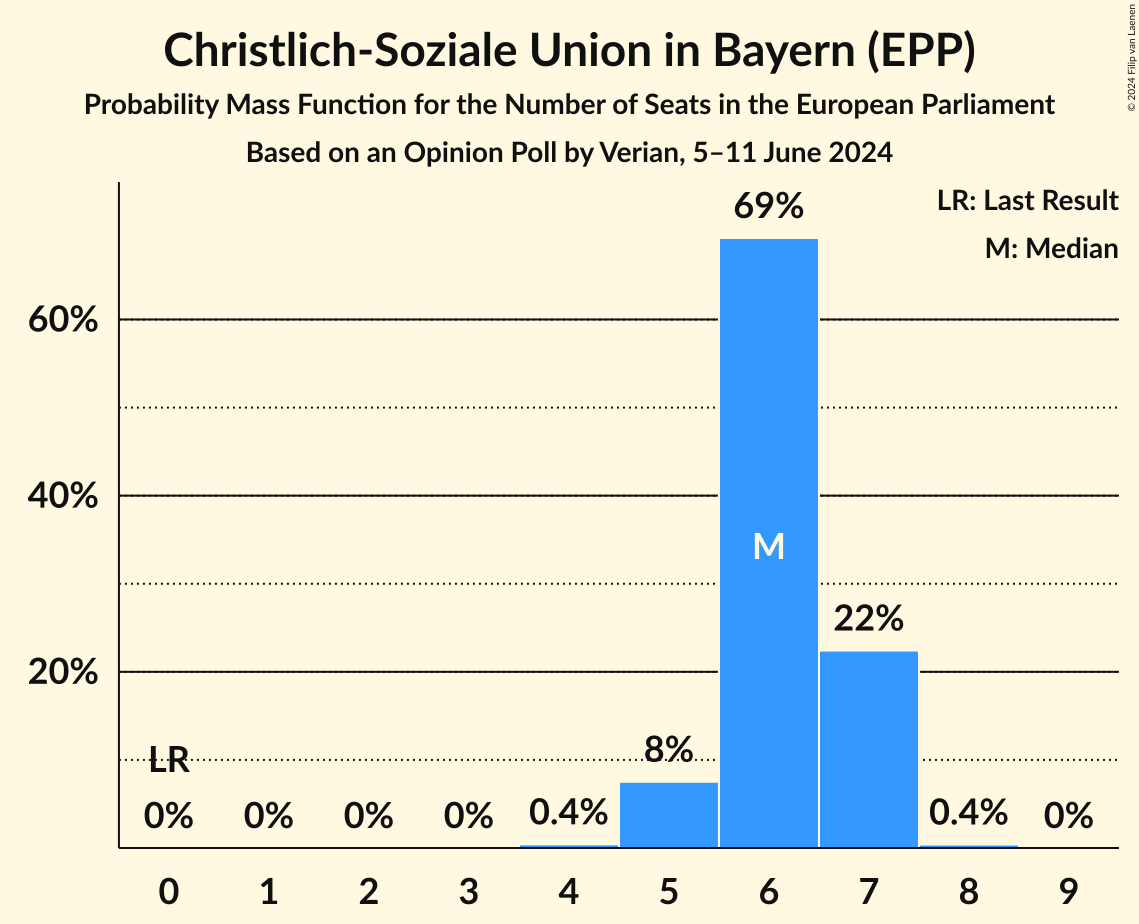 Christlich-Soziale Union in Bayern (EPP)
Probability Mass Function for the Number of Seats in the European Parliament
Based on an Opinion Poll by Verian, 5–11 June 2024
© 2024 Filip van Laenen
LR: Last Result
M: Median
69%
60%
40%
M
22%
20%
LR
8%
0% 0% 0% 0% 0.4% 0.4% 0%
0 1 2 3 4 5 6 7 8 9